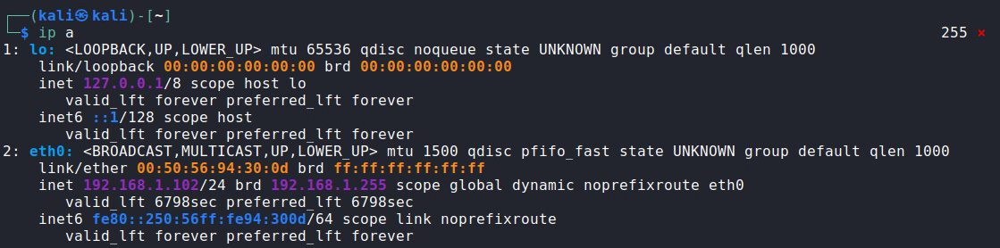 ┌──(kali㉿kali)-[~]
└─$ ip a 255 ⨯
1: lo: <LOOPBACK,UP,LOWER_UP> mtu 65536 qdisc noqueue state UNKNOWN group default qlen 1000
    link/loopback 00:00:00:00:00:00 brd 00:00:00:00:00:00
    inet 127.0.0.1/8 scope host lo
       valid_lft forever preferred_lft forever
    inet6 ::1/128 scope host
       valid_lft forever preferred_lft forever
2: eth0: <BROADCAST,MULTICAST,UP,LOWER_UP> mtu 1500 qdisc pfifo_fast state UNKNOWN group default qlen 1000
    link/ether 00:50:56:94:30:0d brd ff:ff:ff:ff:ff:ff
    inet 192.168.1.102/24 brd 192.168.1.255 scope global dynamic noprefixroute eth0
       valid_lft 6798sec preferred_lft 6798sec
    inet6 fe80::250:56ff:fe94:300d/64 scope link noprefixroute
       valid_lft forever preferred_lft forever